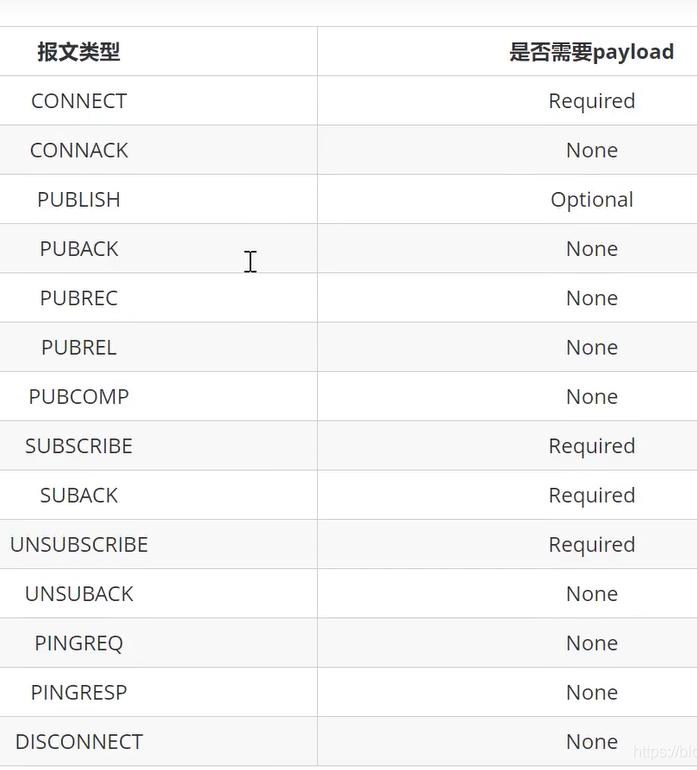 报文类型 是否需要payload
CONNECT Required
CONNACK None
PUBLISH Optional
PUBACK None
PUBREC None
PUBREL None
PUBCOMP None
SUBSCRIBE Required
SUBACK Required
UNSUBSCRIBE Required
UNSUBACK None
PINGREQ None
PINGRESP None
DISCONNECT None
https://blo